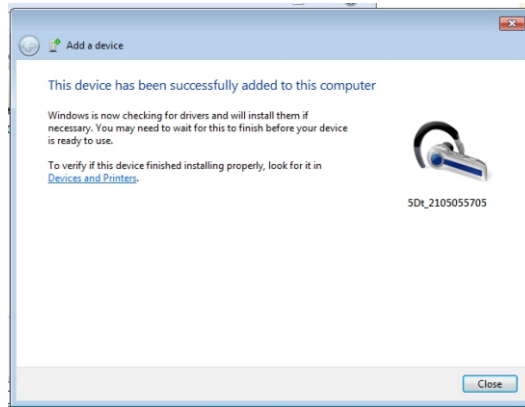 Add a device
This device has been successfully added to this computer
Windows is now checking for drivers and will install them if
necessary. You may need to wait for this to finish before your device
is ready to use.
To verify if this device finished installing properly, look for it in
Devices and Printers.
5Dt_2105055705
Close